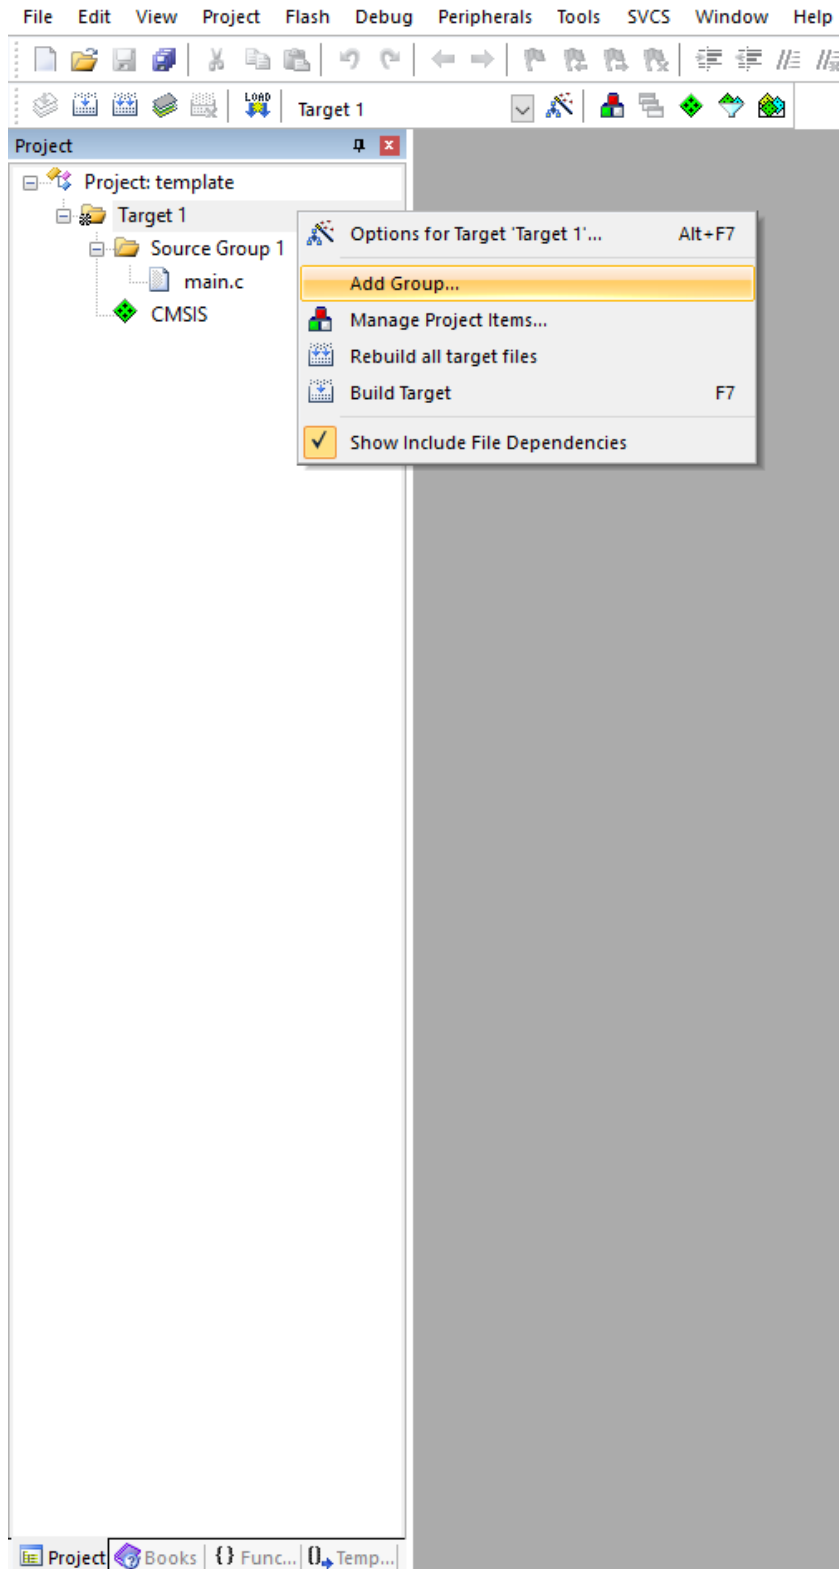 File Edit View Project Flash Debug Peripherals Tools SVCS Window Help
LOAD Target 1
Project
Project: template
Target 1
Source Group 1
main.c
CMSIS
Options for Target 'Target 1'... Alt+F7
Add Group...
Manage Project Items...
Rebuild all target files
Build Target F7
Show Include File Dependencies
Project Books {} Func... 0 Temp...